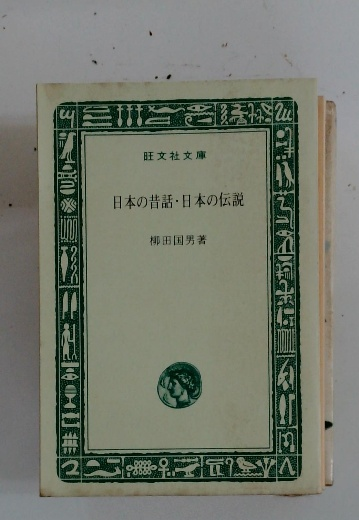 旺文社文庫
日本の昔話・日本の伝説
柳田国男著